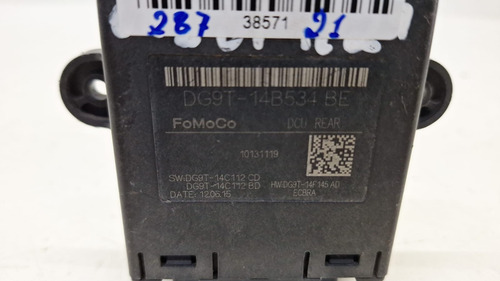 287 38571 21
DG9T-14B534 BE
FoMoCo DCU REAR
10131119
SW:DG9T-14C112 CD
DG9T-14C112 BD HW:DG9T-14F145 AD
DATE: 12.06.15 ECBRA